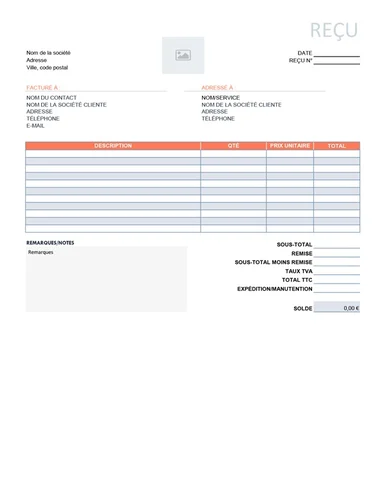 REÇU
Nom de la société
Adresse
Ville, code postal
DATE
REÇU N°
FACTURÉ À
NOM DU CONTACT
NOM DE LA SOCIÉTÉ CLIENTE
ADRESSE
TÉLÉPHONE
E-MAIL
ADRESSÉ À
NOM/SERVICE
NOM DE LA SOCIÉTÉ CLIENTE
ADRESSE
TÉLÉPHONE
DESCRIPTION QTÉ PRIX UNITAIRE TOTAL
REMARQUES/NOTES
Remarques
SOUS-TOTAL
REMISE
SOUS-TOTAL MOINS REMISE
TAUX TVA
TOTAL TTC
EXPÉDITION/MANUTENTION
SOLDE 0,00 €